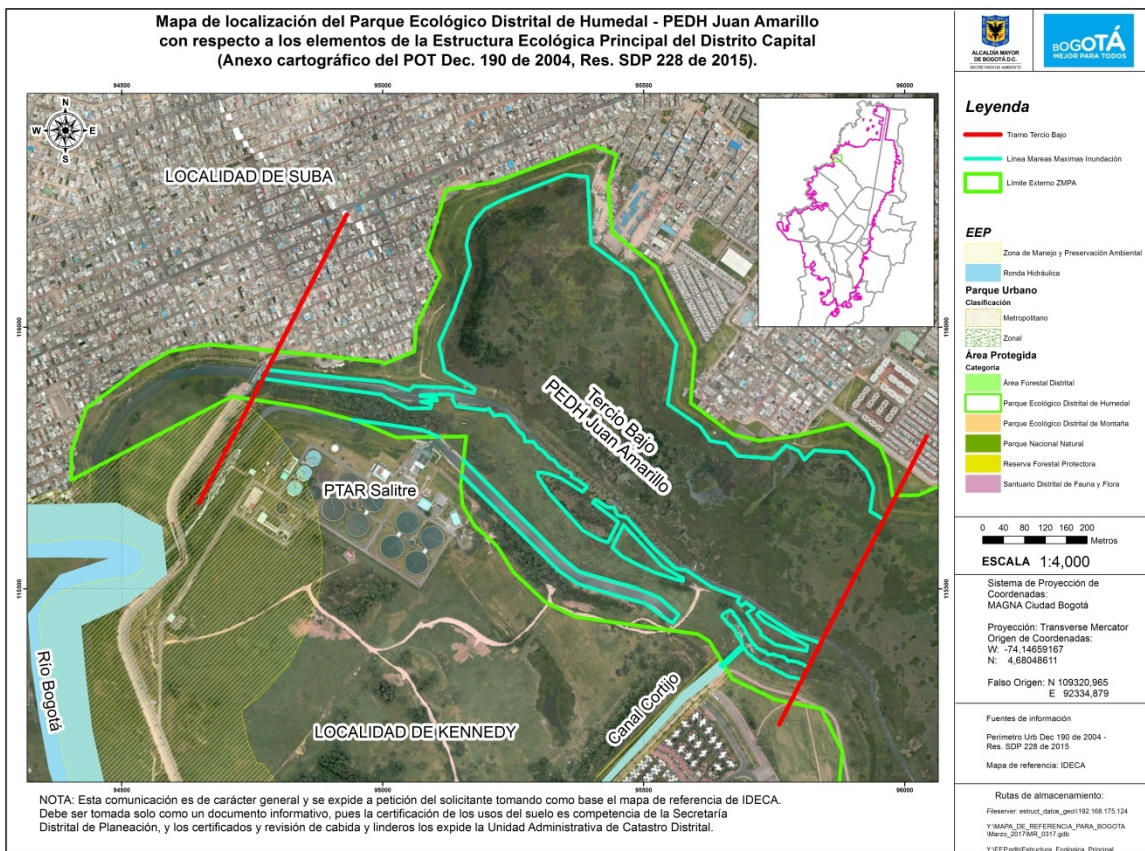 Mapa de localización del Parque Ecológico Distrital de Humedal - PEDH Juan Amarillo
con respecto a los elementos de la Estructura Ecológica Principal del Distrito Capital
(Anexo cartográfico del POT Dec. 190 de 2004, Res. SDP 228 de 2015).
ALCALDÍA MAYOR
DE BOGOTÁ D.C.
SECRETARÍA DE AMBIENTE
BOGOTÁ
MEJOR PARA TODOS
94500
95000
95500
96000
N
W
E
S
LOCALIDAD DE SUBA
116000
116000
Tercio Bajo
PEDH Juan Amarillo
PTAR Salitre
115500
115500
Río Bogotá
Canal Cortijo
LOCALIDAD DE KENNEDY
94500
95000
95500
96000
Leyenda
Tramo Tercio Bajo
Línea Mareas Maximas Inundación
Límite Externo ZMPA
EEP
Zona de Manejo y Preservación Ambiental
Ronda Hidráulica
Parque Urbano
Clasificación
Metropolitano
Zonal
Área Protegida
Categoría
Área Forestal Distrital
Parque Ecológico Distrital de Humedal
Parque Ecológico Distrital de Montaña
Parque Nacional Natural
Reserva Forestal Protectora
Santuario Distrital de Fauna y Flora
0 40 80 120 160 200
Metros
ESCALA 1:4,000
Sistema de Proyección de
Coordenadas:
MAGNA Ciudad Bogotá
Proyección: Transverse Mercator
Origen de Coordenadas:
W: -74,14659167
N: 4,68048611
Falso Origen: N 109320,965
E 92334,879
Fuentes de información
Perímetro Urb Dec 190 de 2004 -
Res. SDP 228 de 2015
Mapa de referencia: IDECA
Rutas de almacenamiento:
Fileserver: estruct_datos_geo\\192.168.175.124
Y:\MAPA_DE_REFERENCIA_PARA_BOGOTA
\Marzo_2017\MR_0317.gdb
Y:\EEP.gdb\Estructura_Ecologica_Principal
NOTA: Esta comunicación es de carácter general y se expide a petición del solicitante tomando como base el mapa de referencia de IDECA.
Debe ser tomada solo como un documento informativo, pues la certificación de los usos del suelo es competencia de la Secretaría
Distrital de Planeación, y los certificados y revisión de cabida y linderos los expide la Unidad Administrativa de Catastro Distrital.